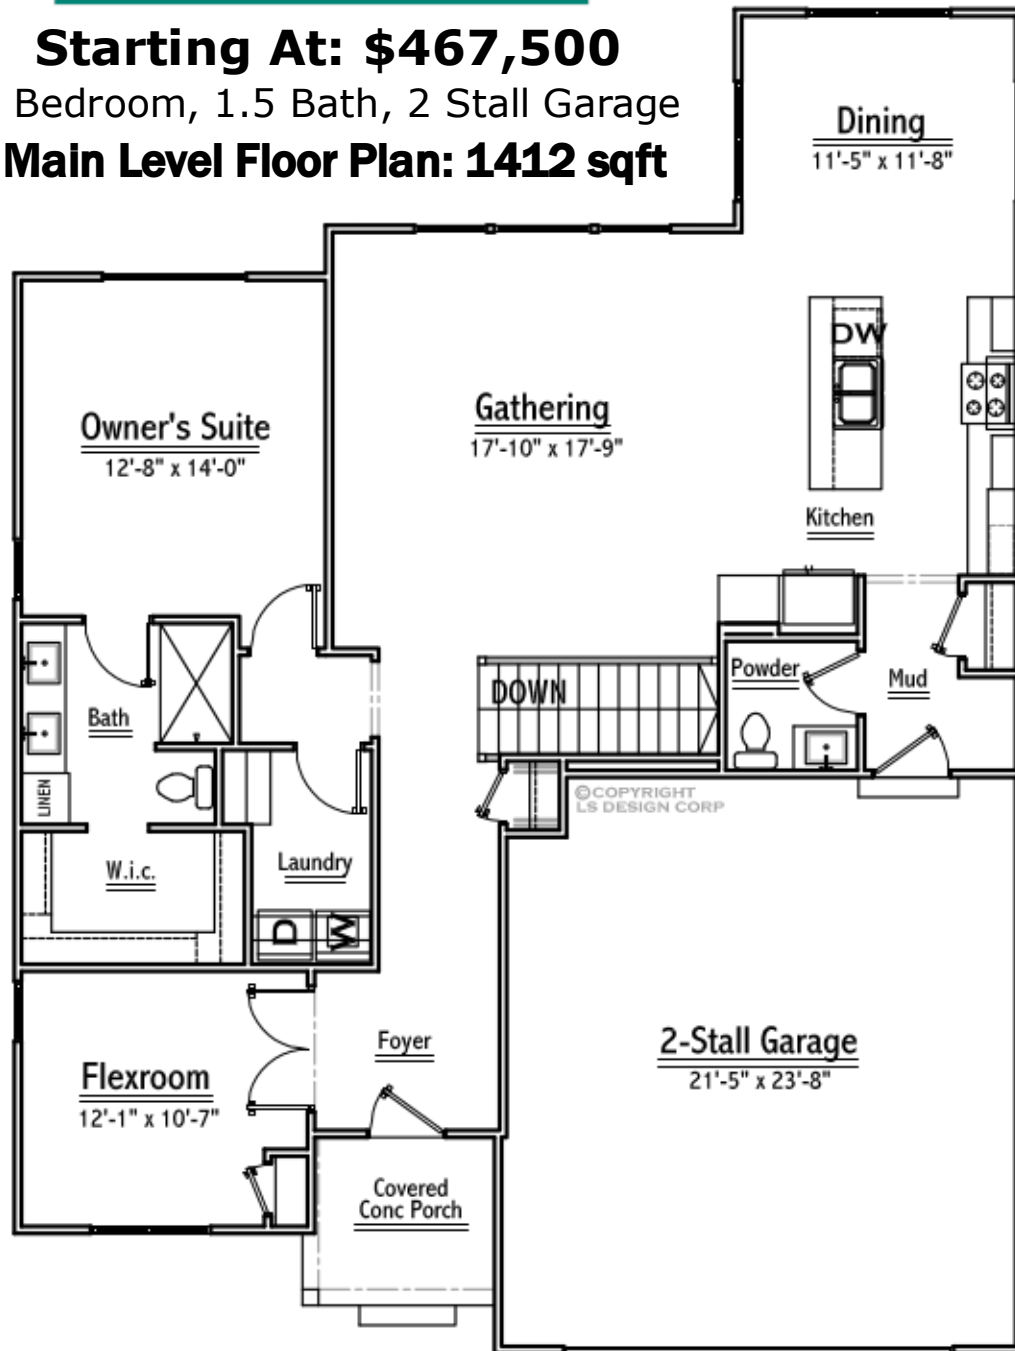 Starting At: $467,500
Bedroom, 1.5 Bath, 2 Stall Garage
Main Level Floor Plan: 1412 sqft
Dining
11'-5" x 11'-8"
DW
Gathering
17'-10" x 17'-9"
Owner's Suite
12'-8" x 14'-0"
Kitchen
Powder
Mud
DOWN
Bath
LINEN
©COPYRIGHT
LS DESIGN CORP
W.i.c.
Laundry
D
W
Foyer
2-Stall Garage
21'-5" x 23'-8"
Flexroom
12'-1" x 10'-7"
Covered
Conc Porch